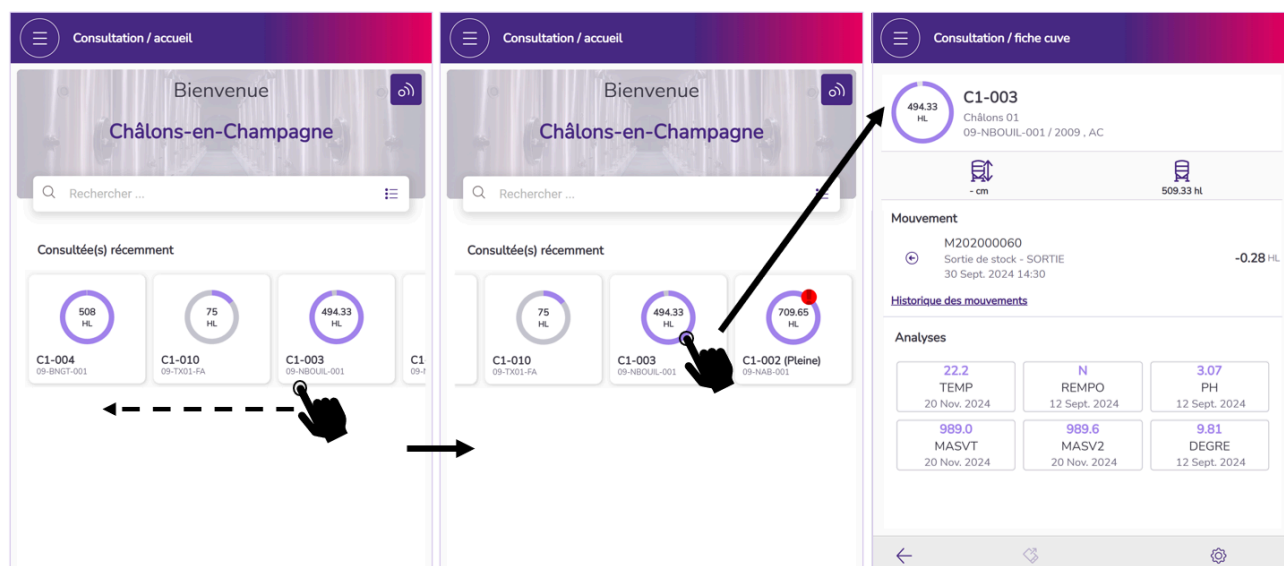 Consultation / accueil
Bienvenue
Châlons-en-Champagne
Rechercher ...
Consultée(s) récemment
508
HL
C1-004
09-BNGT-001
75
HL
C1-010
09-TX01-FA
494.33
HL
C1-003
09-NBOUIL-001
C1
Consultation / accueil
Bienvenue
Châlons-en-Champagne
Rechercher ...
Consultée(s) récemment
75
HL
C1-010
09-TX01-FA
494.33
HL
C1-003
09-NBOUIL-001
709.65
HL
C1-002 (Pleine)
09-NAB-001
Consultation / fiche cuve
494.33
HL
C1-003
Châlons 01
09-NBOUIL-001 / 2009 , AC
- cm
509.33 hl
Mouvement
M202000060
Sortie de stock - SORTIE
30 Sept. 2024 14:30
-0.28 HL
Historique des mouvements
Analyses
22.2
TEMP
20 Nov. 2024
N
REMPO
12 Sept. 2024
3.07
PH
12 Sept. 2024
989.0
MASVT
20 Nov. 2024
989.6
MASV2
20 Nov. 2024
9.81
DEGRE
12 Sept. 2024